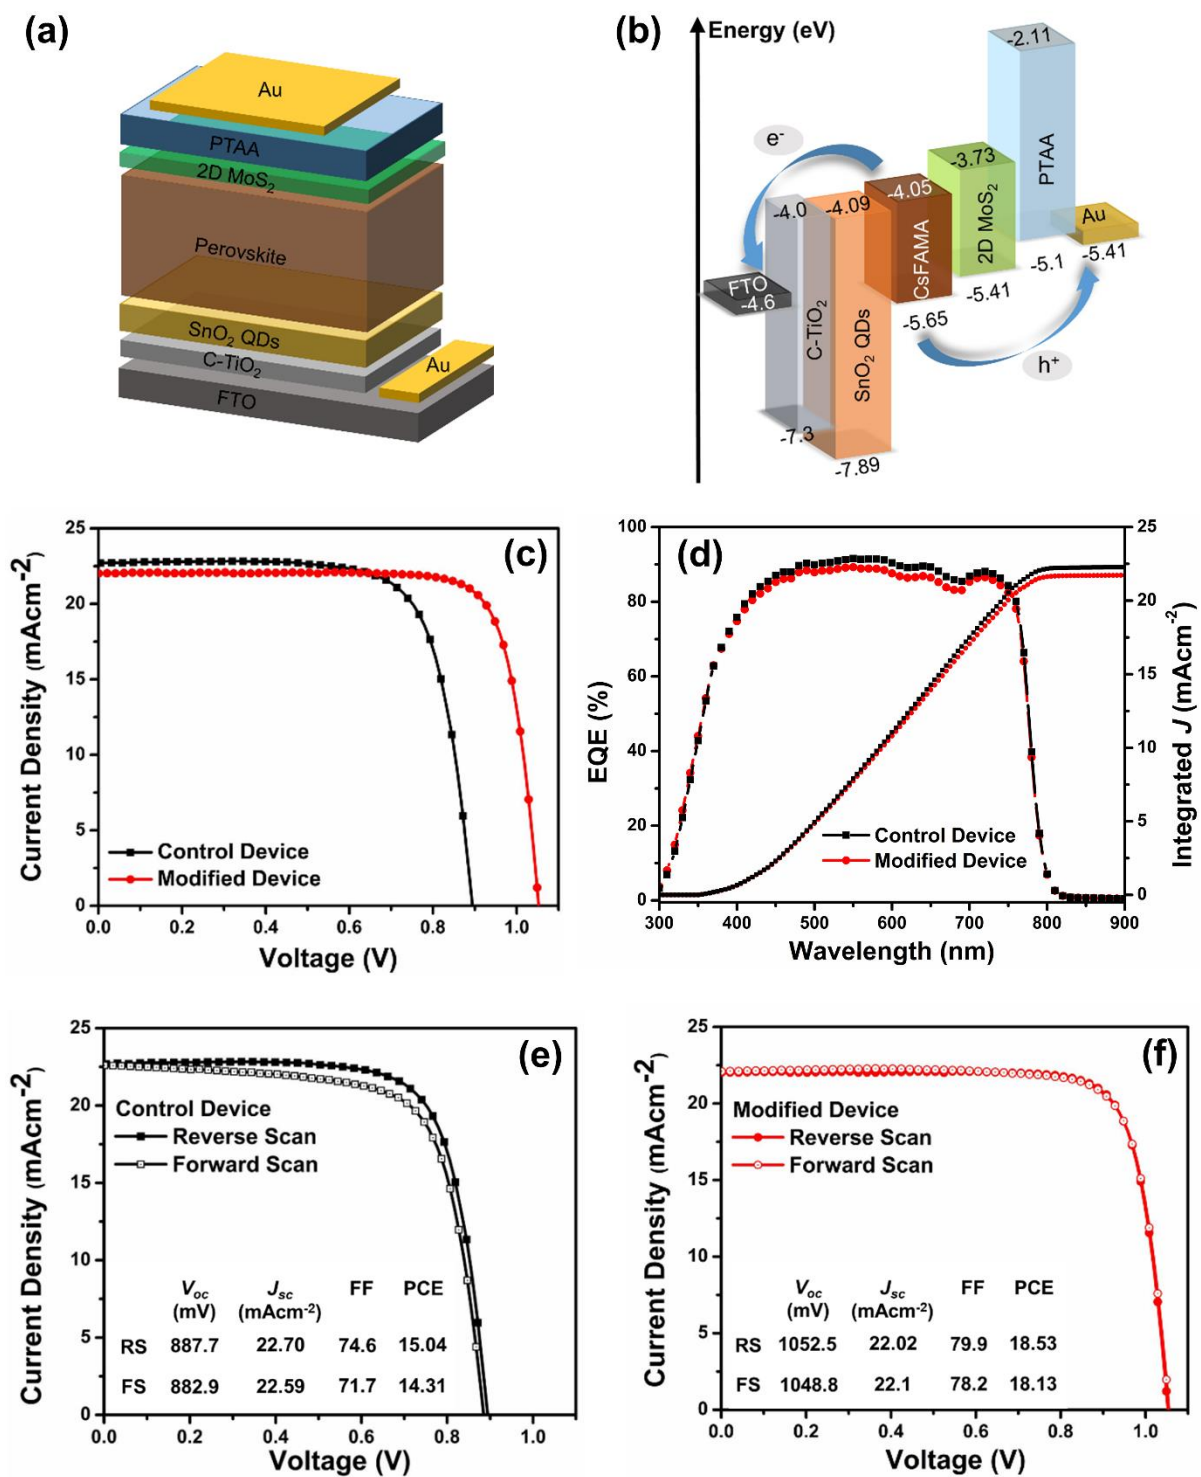 (a)
Au
PTAA
2D MoS₂
Perovskite
SnO₂ QDs
C-TiO₂
Au
FTO
(b)
Energy (eV)
-2.11
e⁻
-3.73
PTAA
-4.05
-4.0
-4.09
2D MoS₂
CsFAMA
Au
FTO
-4.6
-5.1
-5.41
-5.41
-5.65
C-TiO₂
SnO₂ QDs
h⁺
-7.3
-7.89
(c)
Current Density (mAcm⁻²)
25
20
15
10
5
0
Control Device
Modified Device
0.0 0.2 0.4 0.6 0.8 1.0
Voltage (V)
(d)
EQE (%)
100
80
60
40
20
0
Integrated J (mAcm⁻²)
25
20
15
10
5
0
Control Device
Modified Device
300 400 500 600 700 800 900
Wavelength (nm)
(e)
Current Density (mAcm⁻²)
25
20
15
10
5
0
Control Device
Reverse Scan
Forward Scan
Voc Jsc FF PCE
(mV) (mAcm⁻²)
RS 887.7 22.70 74.6 15.04
FS 882.9 22.59 71.7 14.31
0.0 0.2 0.4 0.6 0.8 1.0
Voltage (V)
(f)
Current Density (mAcm⁻²)
25
20
15
10
5
0
Modified Device
Reverse Scan
Forward Scan
Voc Jsc FF PCE
(mV) (mAcm⁻²)
RS 1052.5 22.02 79.9 18.53
FS 1048.8 22.1 78.2 18.13
0.0 0.2 0.4 0.6 0.8 1.0
Voltage (V)